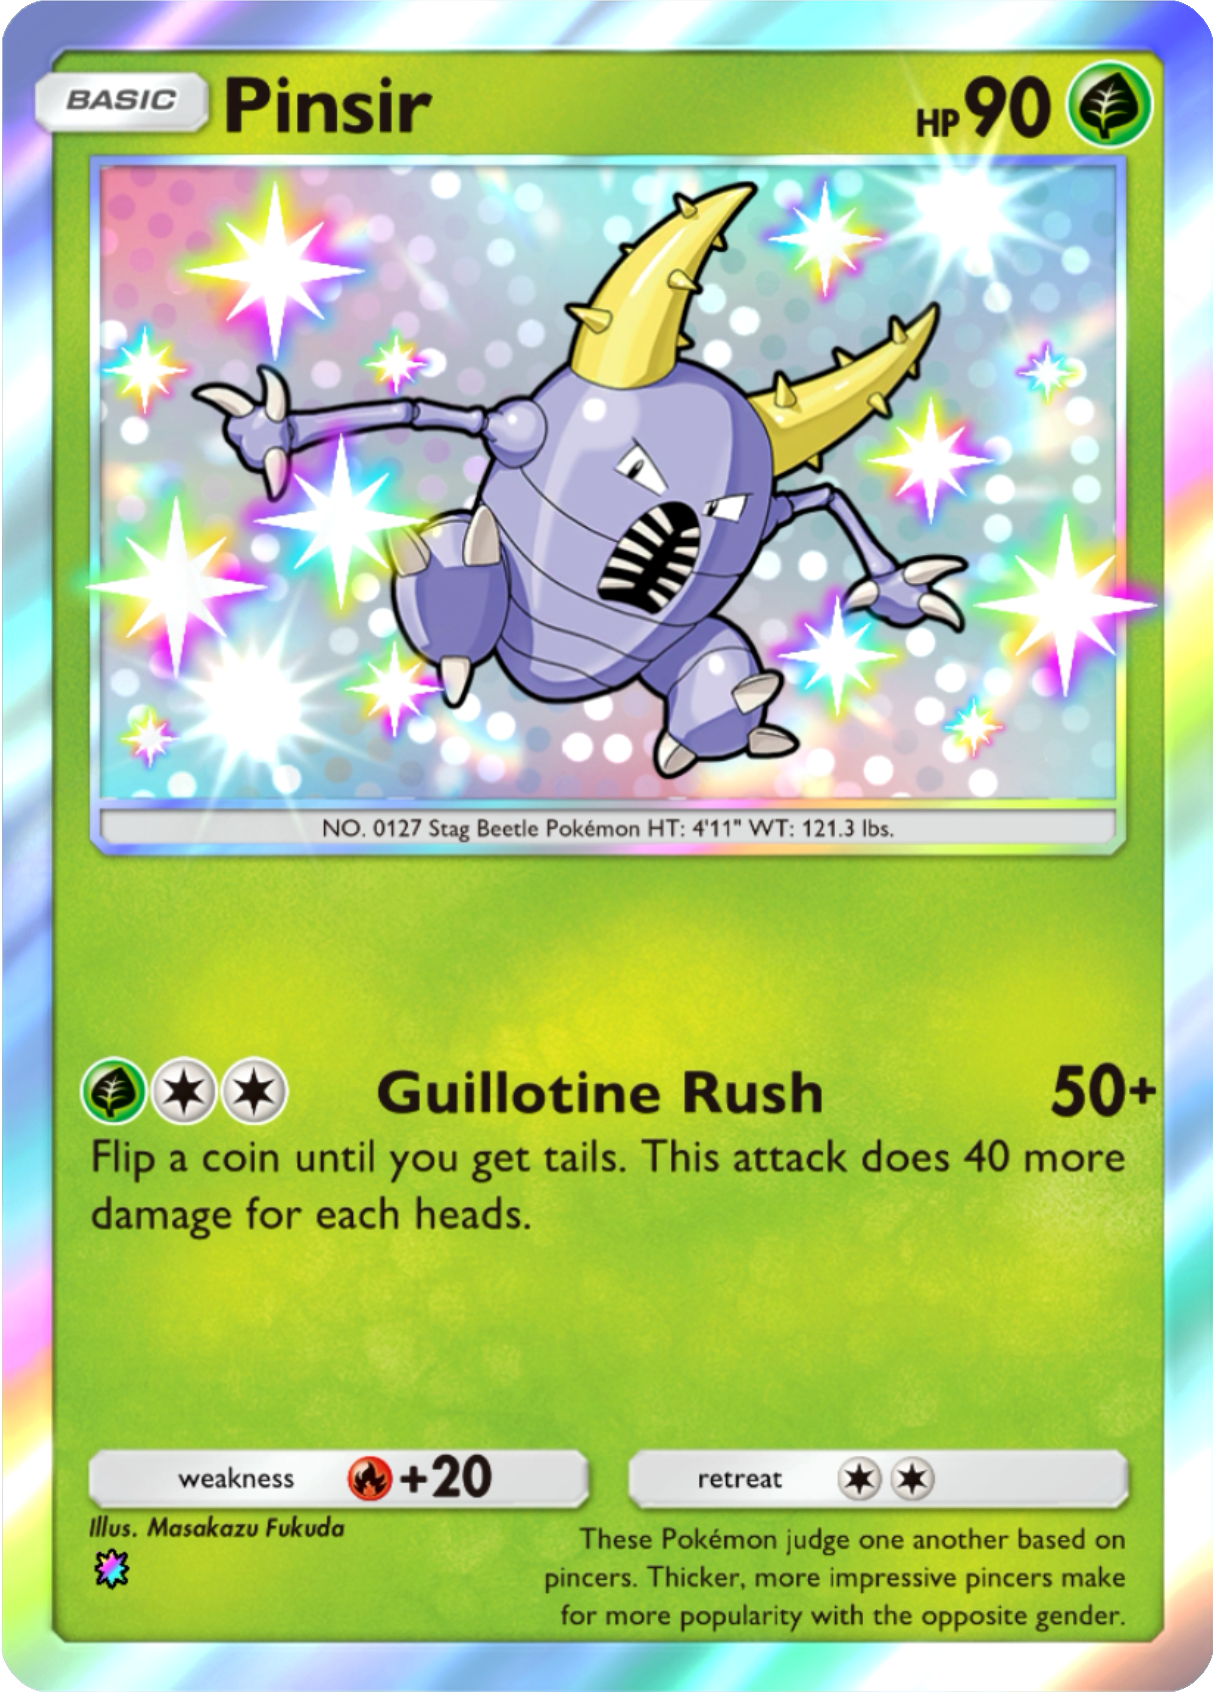 BASIC Pinsir HP 90
NO. 0127 Stag Beetle Pokémon HT: 4'11" WT: 121.3 lbs.
Guillotine Rush 50+
Flip a coin until you get tails. This attack does 40 more
damage for each heads.
weakness +20 retreat
Illus. Masakazu Fukuda
These Pokémon judge one another based on
pincers. Thicker, more impressive pincers make
for more popularity with the opposite gender.